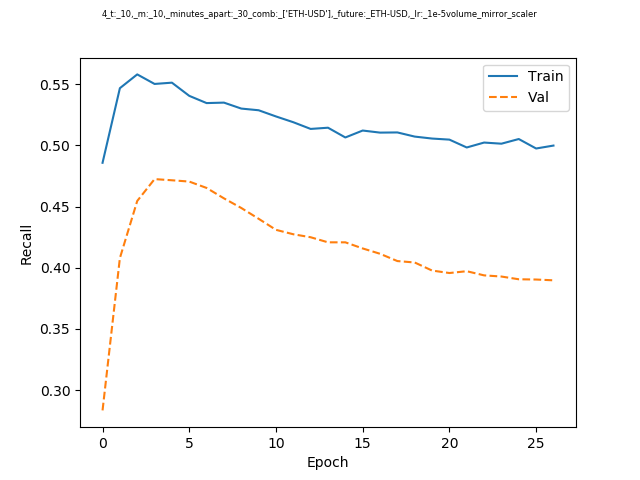 4_t:_10,_m:_10,_minutes_apart:_30_comb:_['ETH-USD'],_future:_ETH-USD,_lr:_1e-5volume_mirror_scaler
Train
Val
0.55
0.50
0.45
0.40
0.35
0.30
Recall
0 5 10 15 20 25
Epoch